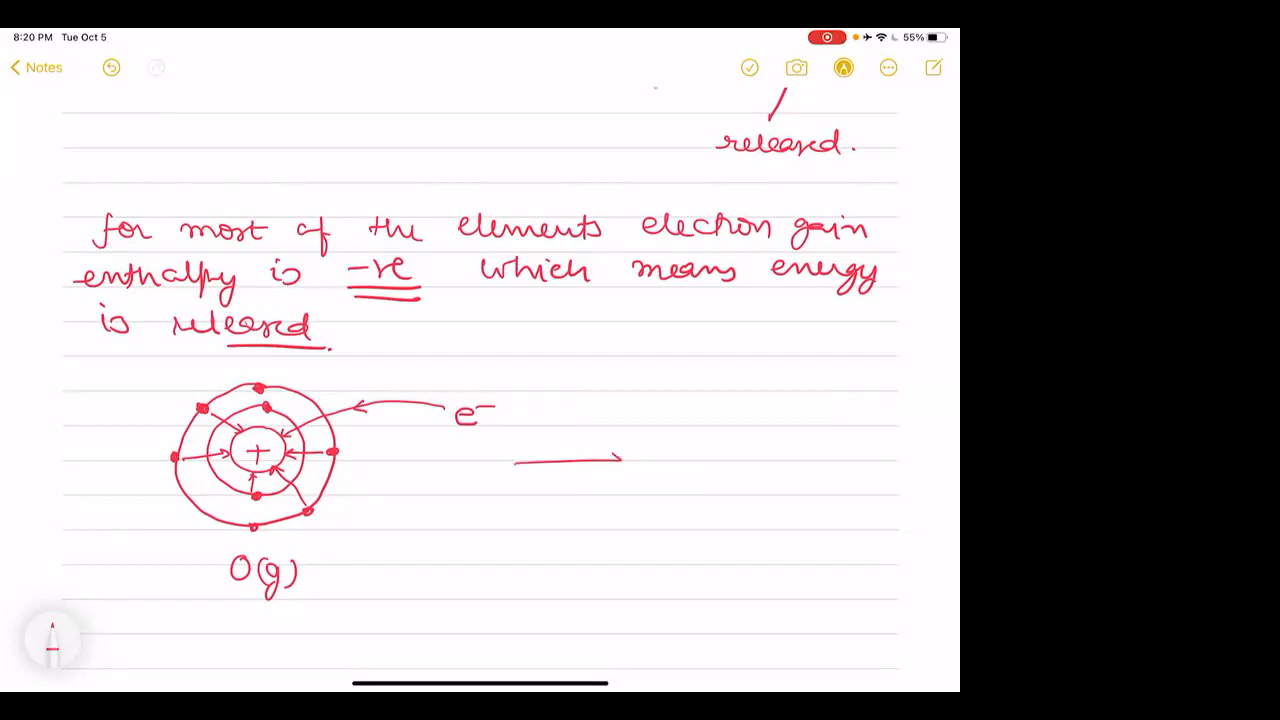 8:20 PM Tue Oct 5
55%
Notes
released.
for most of the elements electron gain
enthalpy is -ve which means energy
is released.
e⁻
+
O(g)